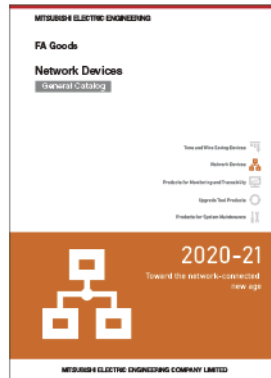 MITSUBISHI ELECTRIC ENGINEERING
FA Goods
Network Devices
General Catalog
Time and Wire Saving Devices
Network Devices
Products for Monitoring and Traceability
Upgrade Tool Products
Products for System Maintenance
2020-21
Toward the network-connected
new age
MITSUBISHI ELECTRIC ENGINEERING COMPANY LIMITED